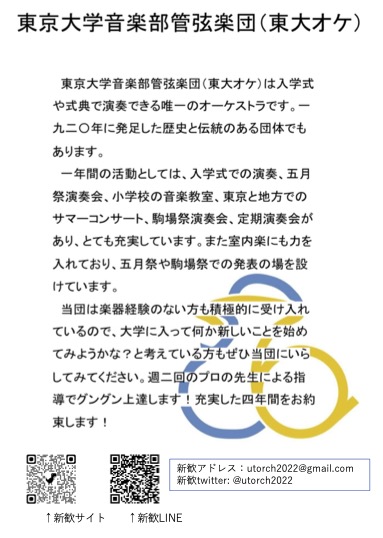 東京大学音楽部管弦楽団（東大オケ）
東京大学音楽部管弦楽団（東大オケ）は入学式
や式典で演奏できる唯一のオーケストラです。一
九二〇年に発足した歴史と伝統のある団体でも
あります。
一年間の活動としては、入学式での演奏、五月
祭演奏会、小学校の音楽教室、東京と地方での
サマーコンサート、駒場祭演奏会、定期演奏会が
あり、とても充実しています。また室内楽にも力を
入れており、五月祭や駒場祭での発表の場を設
けています。
当団は楽器経験のない方も積極的に受け入れ
ているので、大学に入って何か新しいことを始め
てみようかな？と考えている方もぜひ当団にいら
してみてください。週二回のプロの先生による指
導でグングン上達します！充実した四年間をお約
束します！
新歓アドレス：utorch2022@gmail.com
新歓twitter: @utorch2022
↑新歓サイト ↑新歓LINE